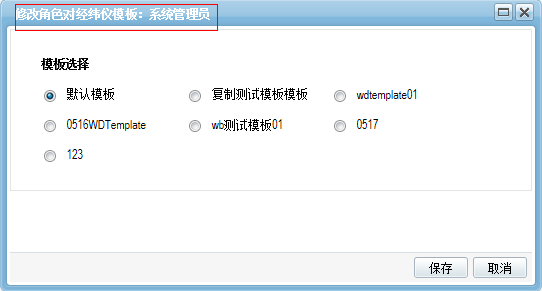 修改角色对经纬仪模板：系统管理员
模板选择
默认模板 复制测试模板模板 wdtemplate01
0516WDTemplate wb测试模板01 0517
123
保存 取消